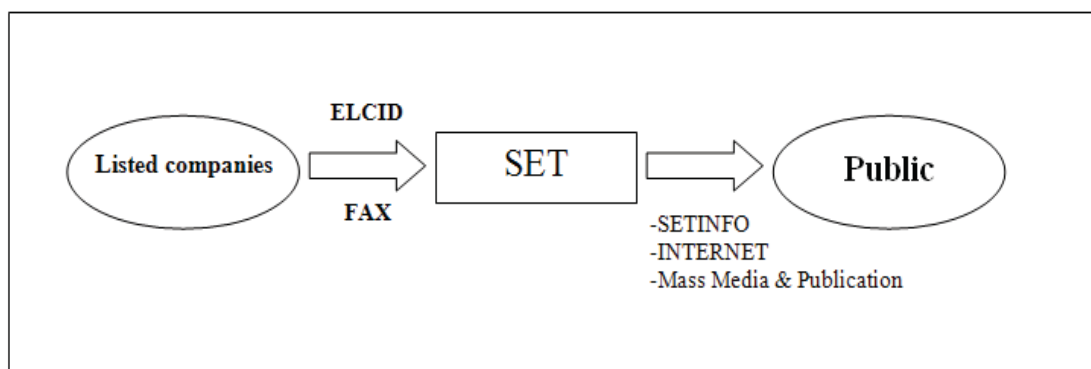 ELCID
Listed companies
SET
Public
FAX
-SETINFO
-INTERNET
-Mass Media & Publication